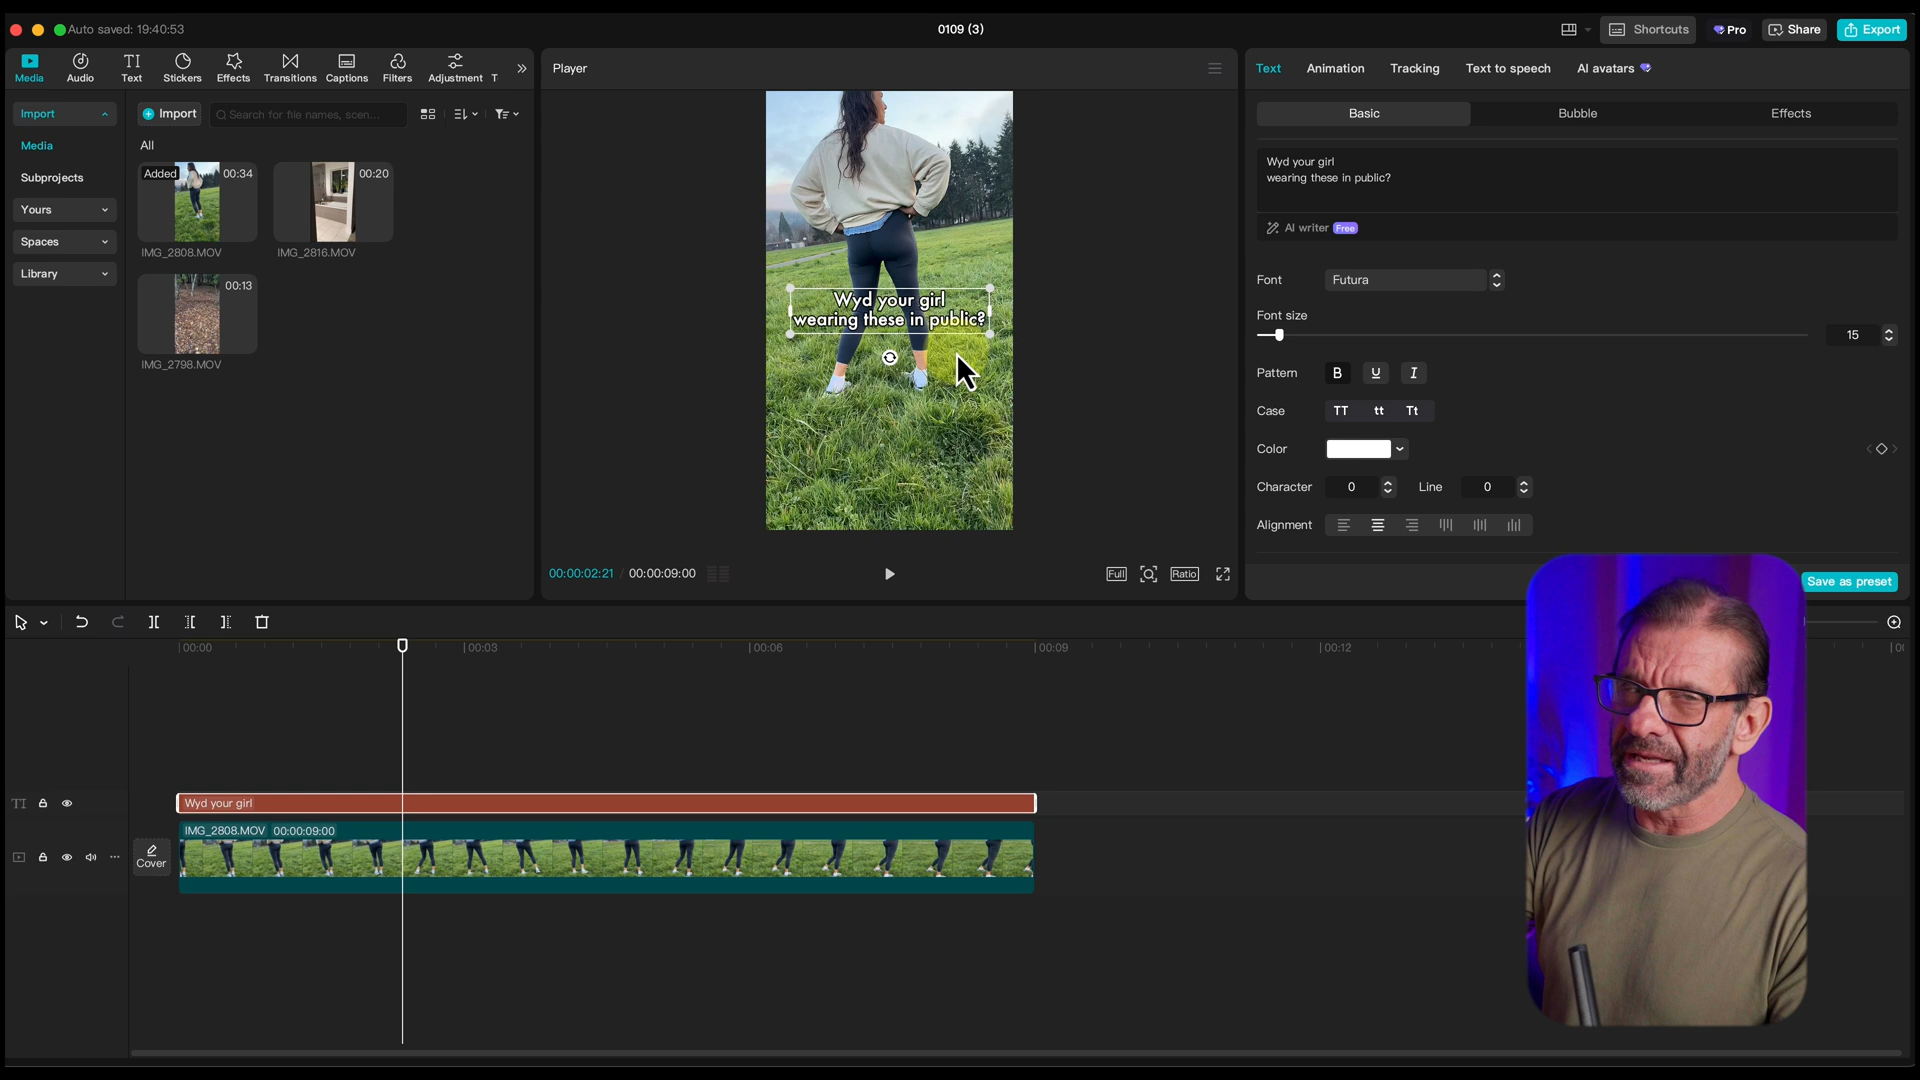 Auto saved: 19:40:53
0109 (3)
Shortcuts
Pro
Share
Export
Media
Audio
Text
Stickers
Effects
Transitions
Captions
Filters
Adjustment
T
Player
Text
Animation
Tracking
Text to speech
AI avatars
Import
Media
Subprojects
Yours
Spaces
Library
Import
Search for file names, scen...
All
Added
00:34
IMG_2808.MOV
00:20
IMG_2816.MOV
00:13
IMG_2798.MOV
Wyd your girl
wearing these in public?
00:00:02:21 / 00:00:09:00
Full
Ratio
Basic
Bubble
Effects
Wyd your girl
wearing these in public?
AI writer Free
Font
Futura
Font size
15
Pattern
B U I
Case
TT tt Tt
Color
Character
0
Line
0
Alignment
Save as preset
00:00
00:03
00:06
00:09
00:12
TI
Wyd your girl
Cover
IMG_2808.MOV 00:00:09:00